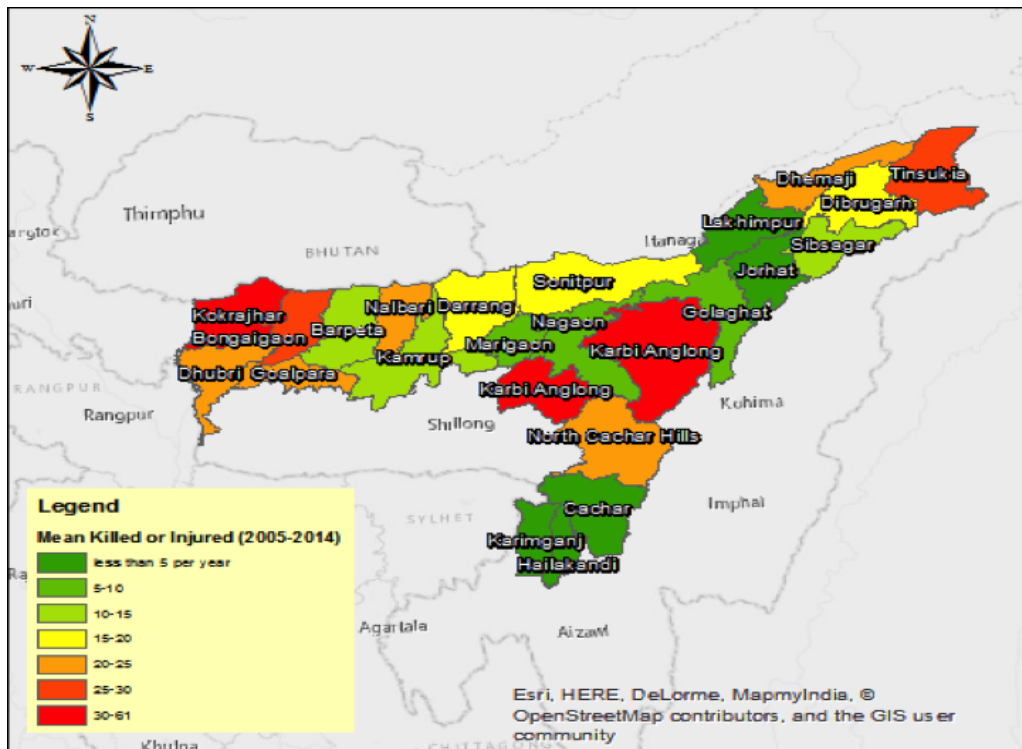 N
W
E
S
Thimphu
BHUTAN
Itanag
Tinsukia
Dhemaji
Dibrugarh
Lakhimpur
Sibsagar
Jorhat
Sonitpur
Kokrajhar
Nalbari
Darrang
Golaghat
Bongaigaon
Barpeta
Nagaon
Kamrup
Marigaon
Karbi Anglong
Dhubri
Goalpara
Karbi Anglong
RANGPUR
Rangpur
Shillong
Kohima
North Cachar Hills
Imphal
SYLHET
Cachar
Karimganj
Hailakandi
Agartala
Aizawl
Khulna
CHITTAGONG
Legend
Mean Killed or Injured (2005-2014)
less than 5 per year
5-10
10-15
15-20
20-25
25-30
30-61
Esri, HERE, DeLorme, MapmyIndia, ©
OpenStreetMap contributors, and the GIS user
community